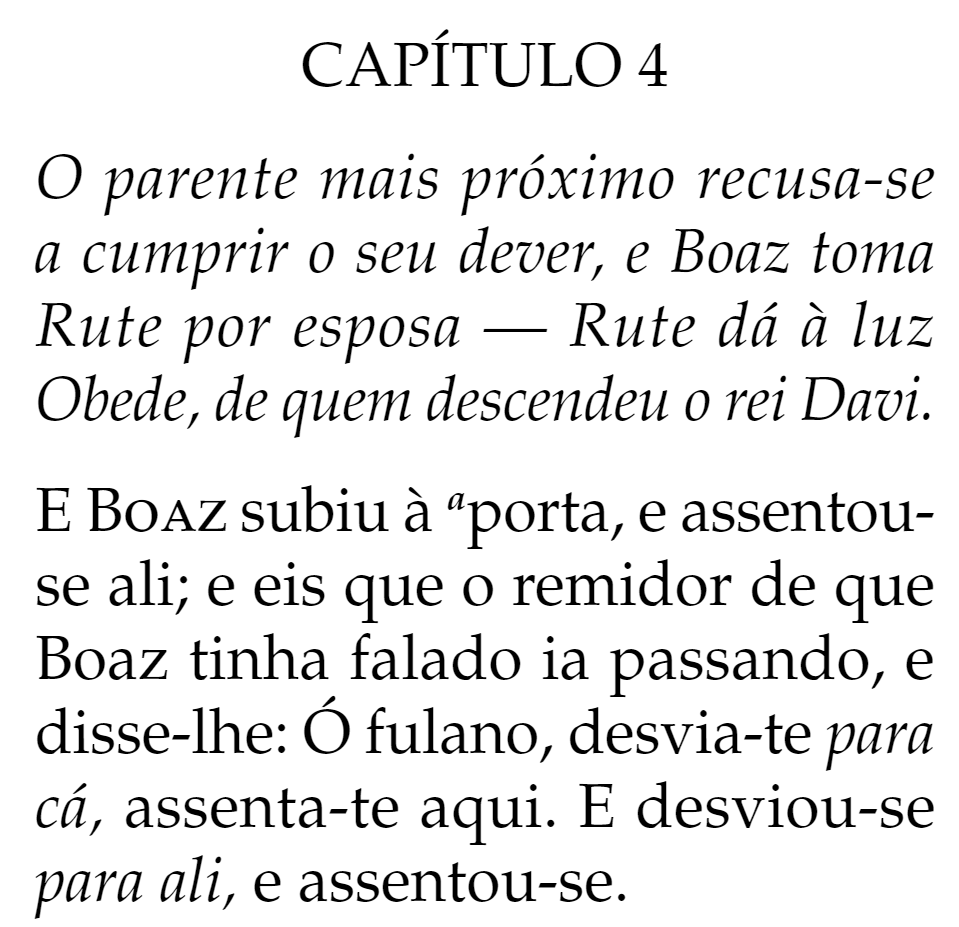 CAPÍTULO 4
O parente mais próximo recusa-se
a cumprir o seu dever, e Boaz toma
Rute por esposa — Rute dá à luz
Obede, de quem descendeu o rei Davi.
E BOAZ subiu à ᵃporta, e assentou-
se ali; e eis que o remidor de que
Boaz tinha falado ia passando, e
disse-lhe: Ó fulano, desvia-te para
cá, assenta-te aqui. E desviou-se
para ali, e assentou-se.